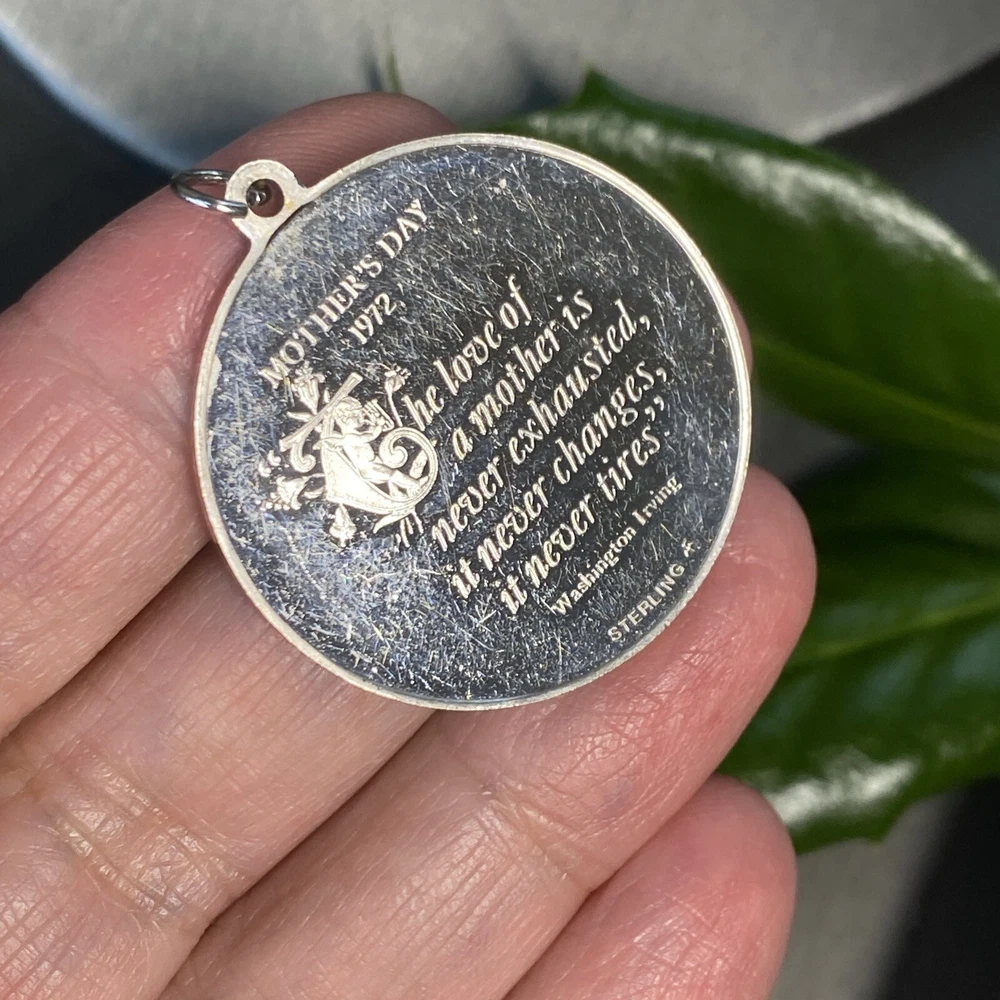 MOTHER'S DAY
1972
The love of
a mother is
never exhausted,
it never changes,
it never tires”
Washington Irving
STERLING